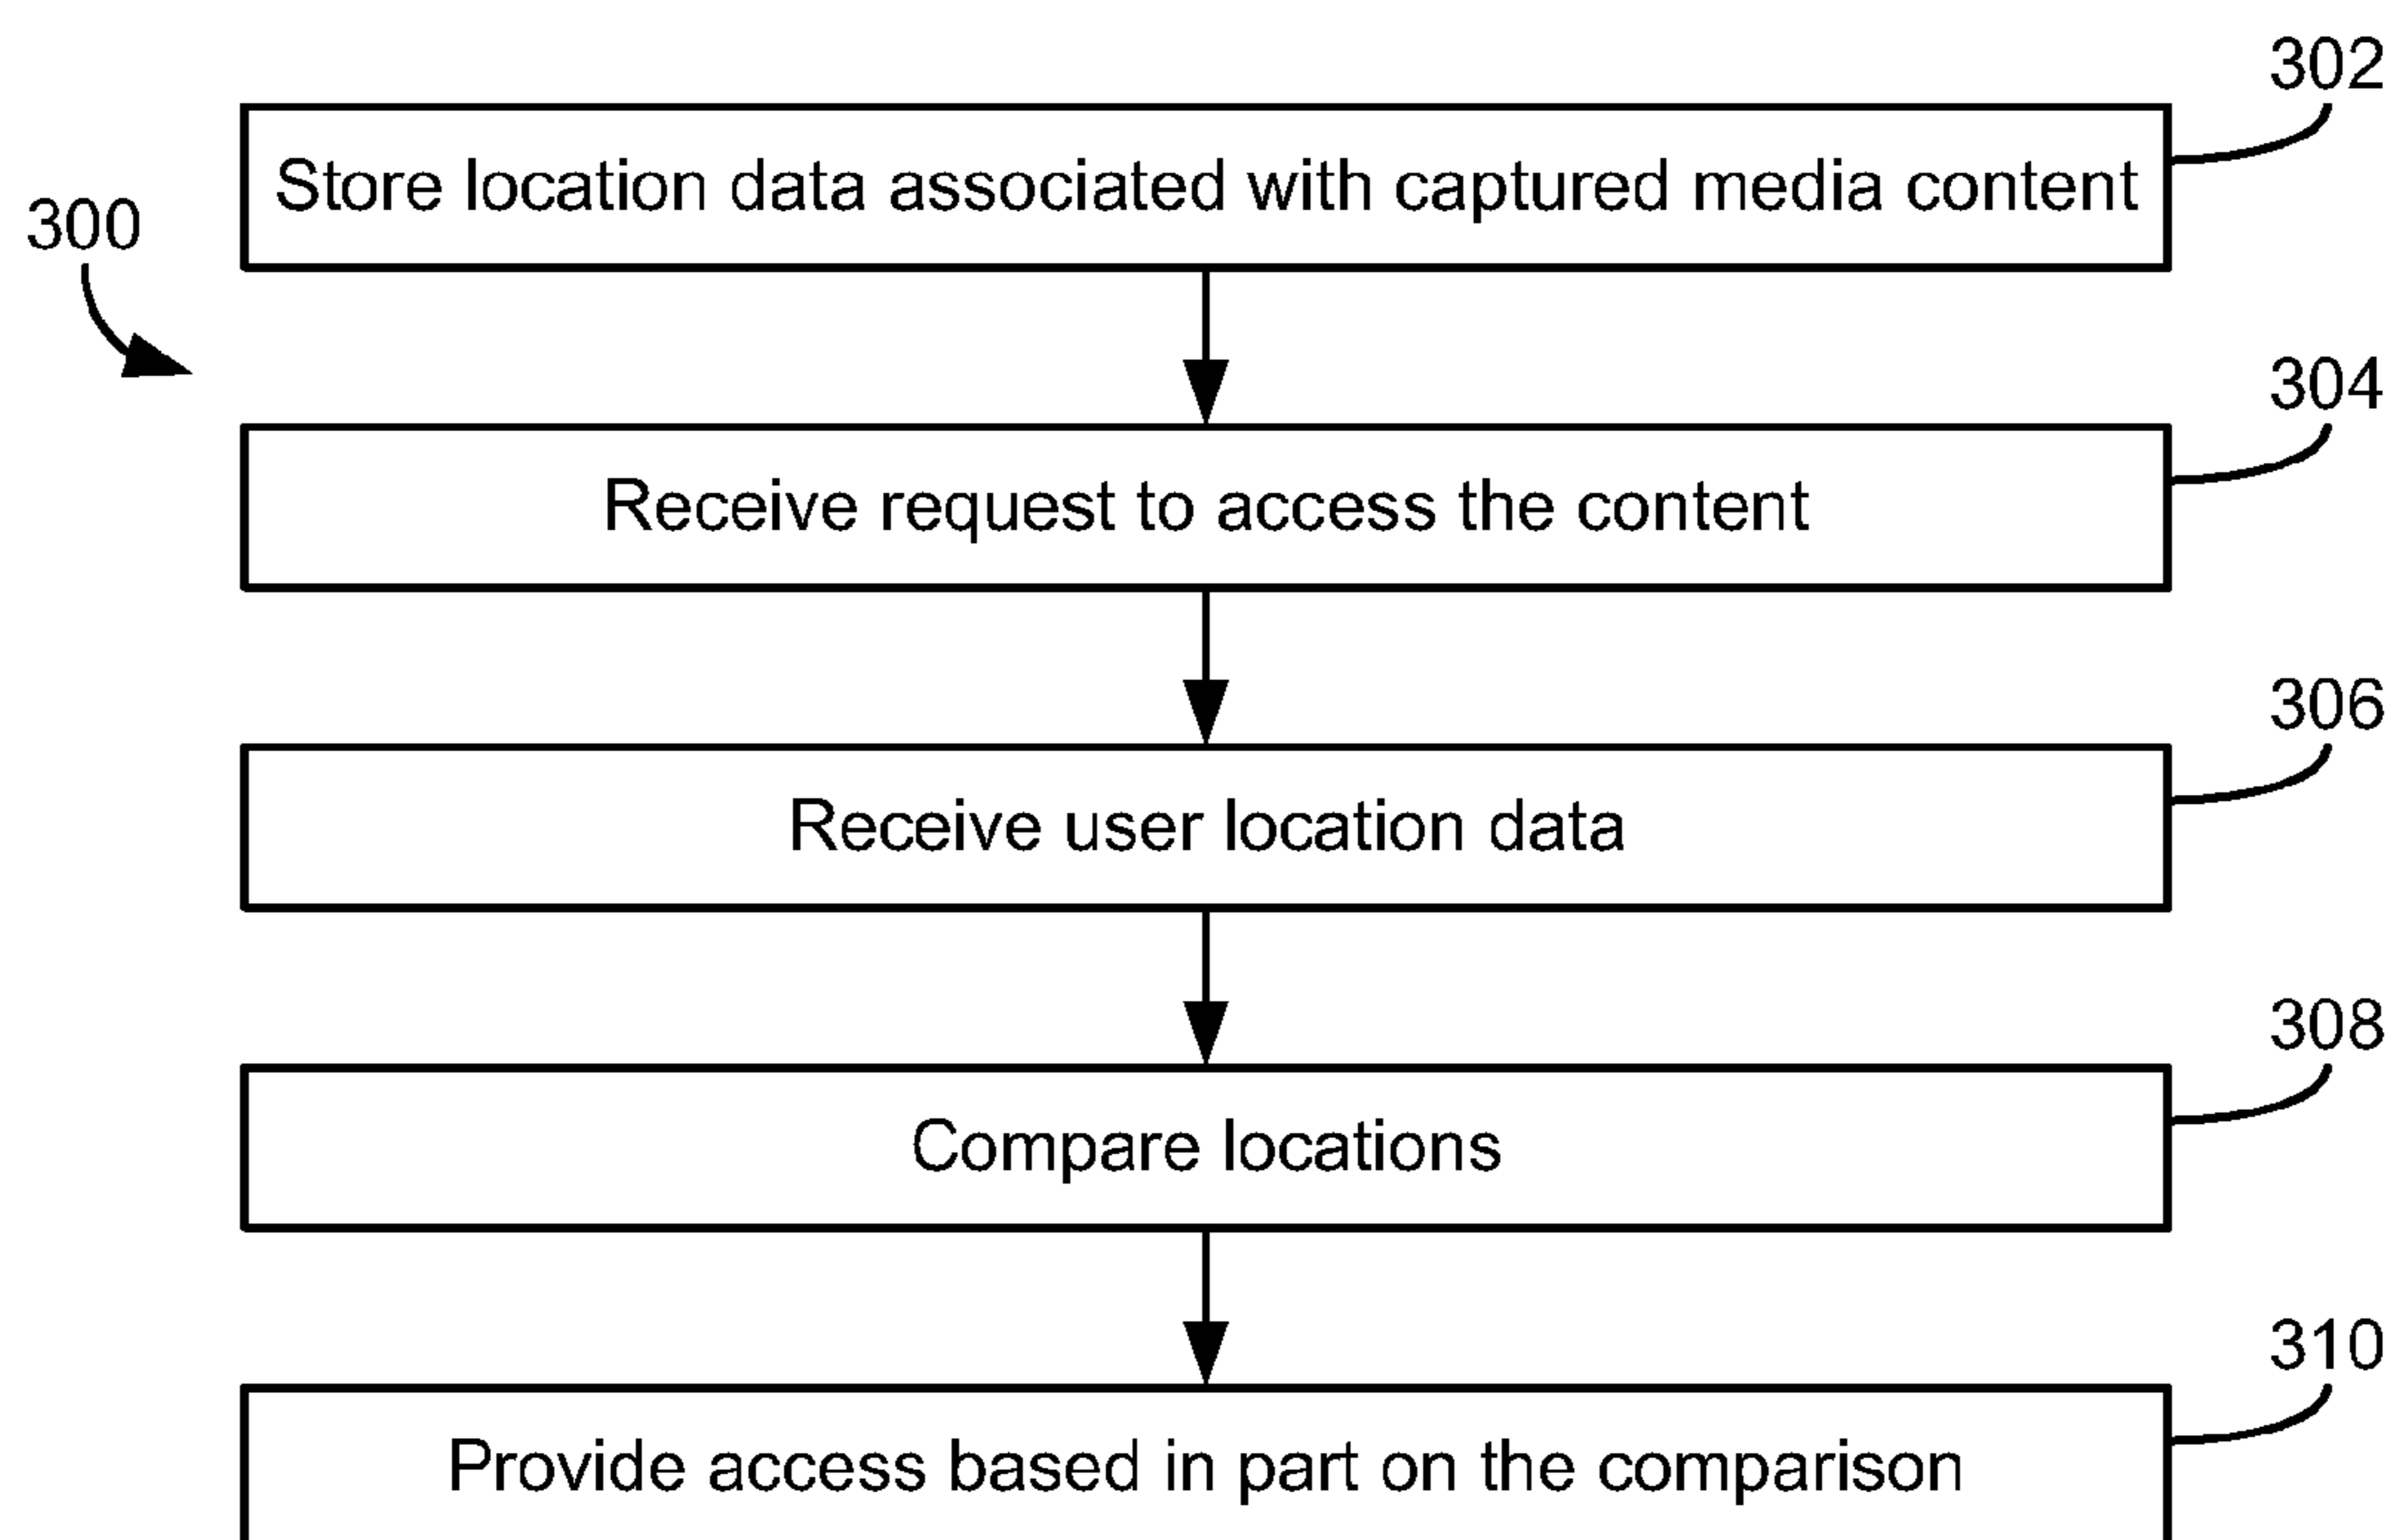 302
Store location data associated with captured media content
300
304
Receive request to access the content
306
Receive user location data
308
Compare locations
310
Provide access based in part on the comparison